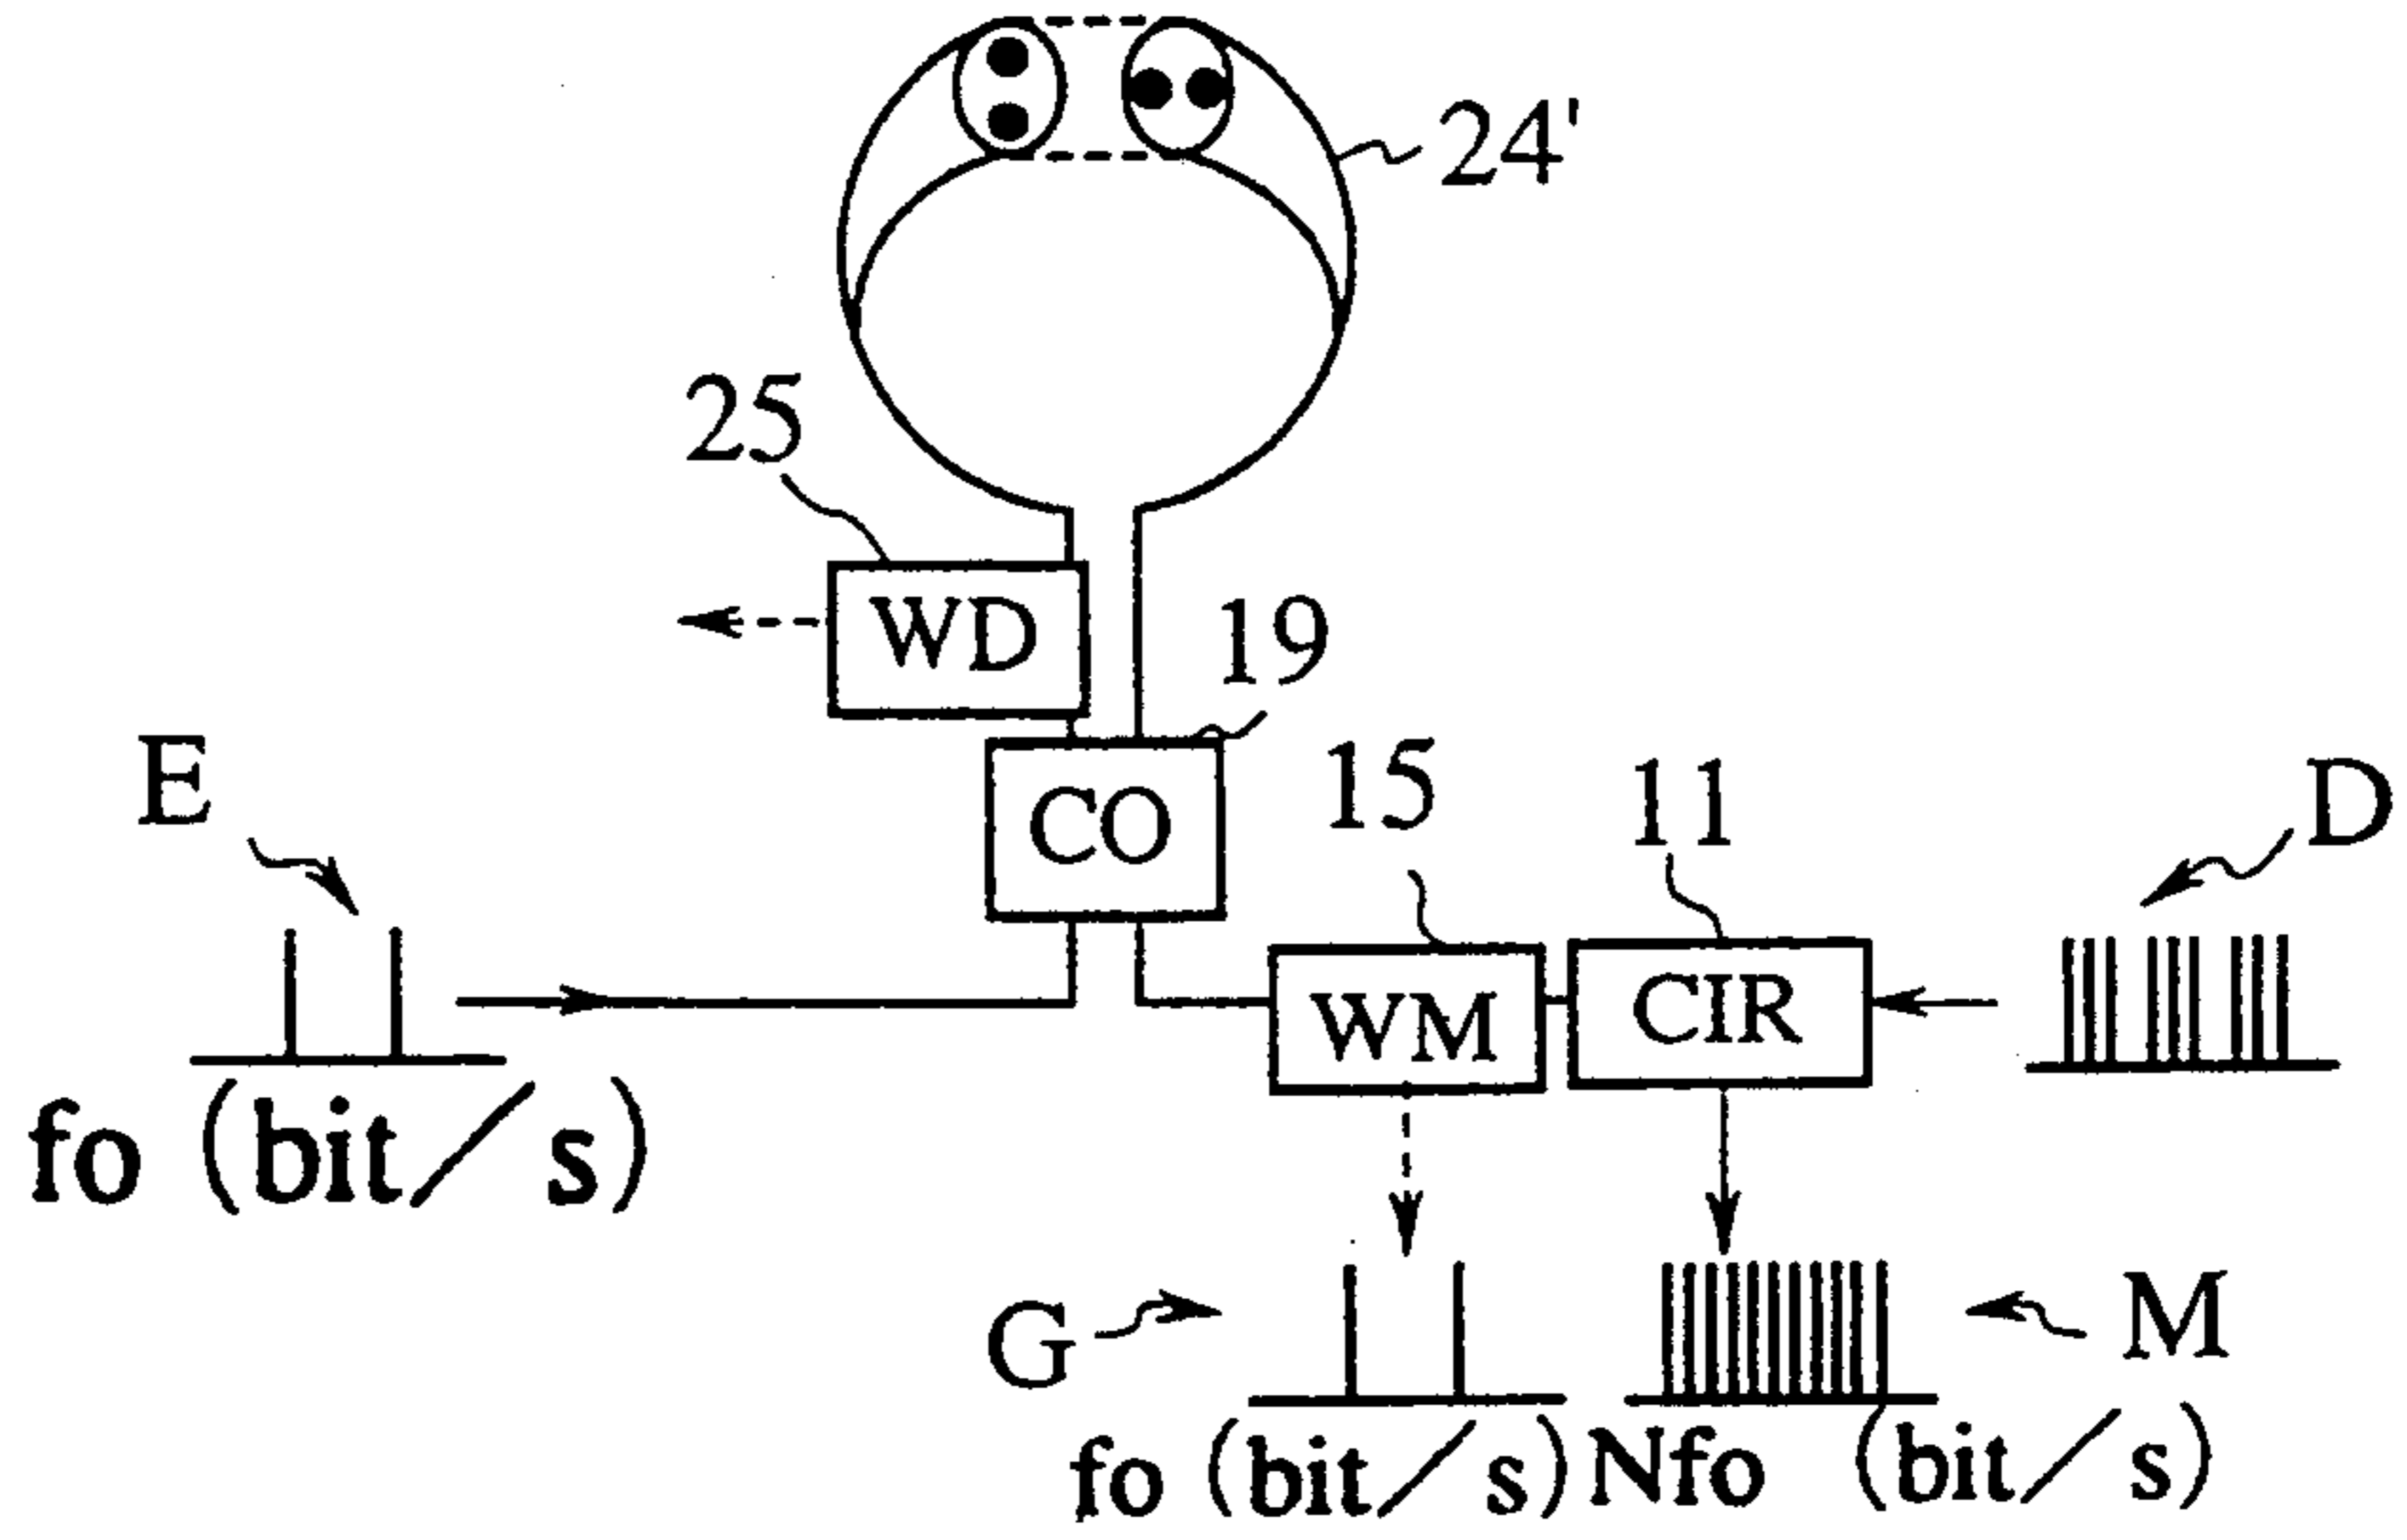 24'
25
WD
19
E
CO
15
11
D
WM
CIR
fo (bit/s)
G
M
fo (bit/s)
Nfo (bit/s)